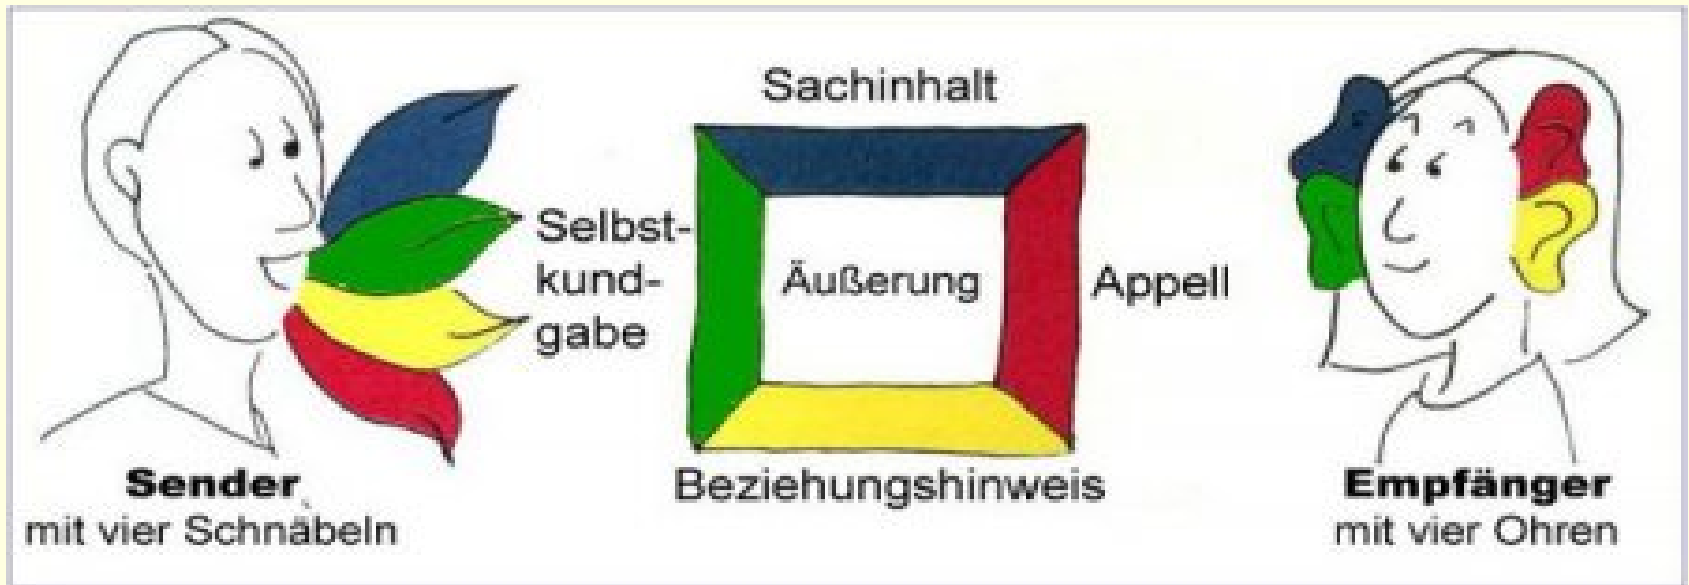 Sachinhalt
Selbst-
kund-
gabe
Äußerung
Appell
Beziehungshinweis
Sender
mit vier Schnäbeln
Empfänger
mit vier Ohren